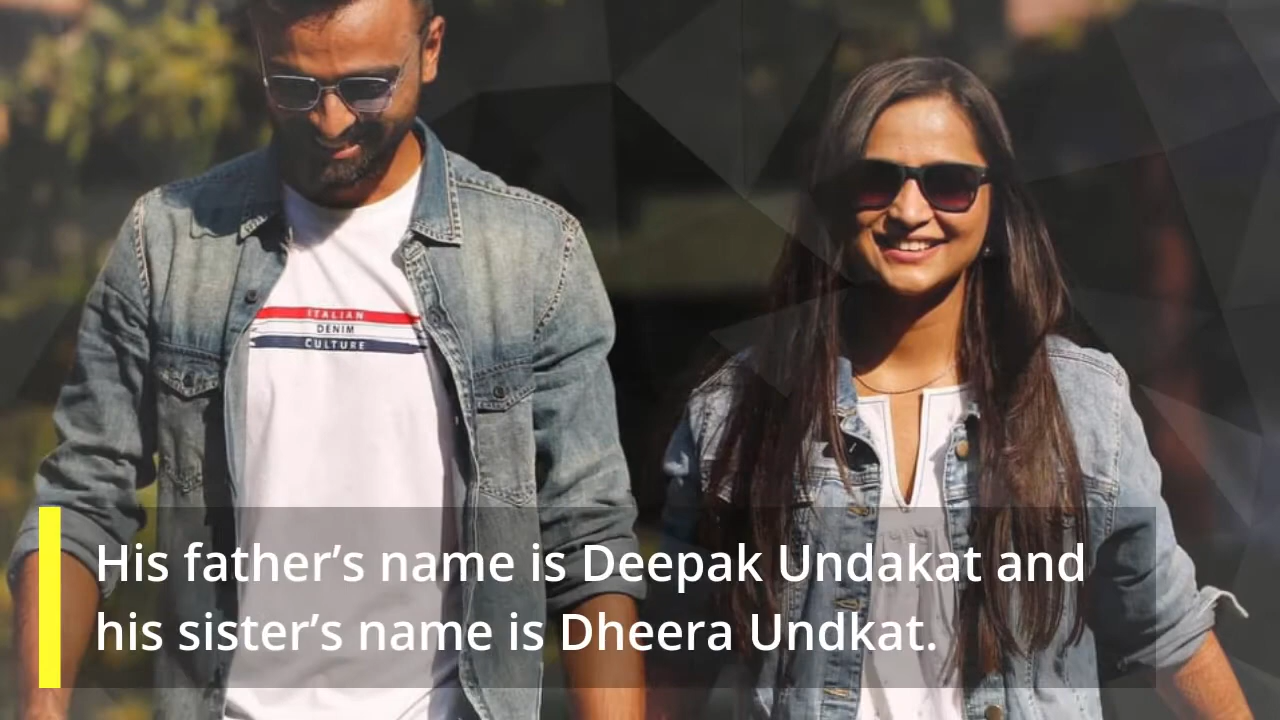 ITALIAN
DENIM
CULTURE
His father’s name is Deepak Undakat and
his sister’s name is Dheera Undkat.